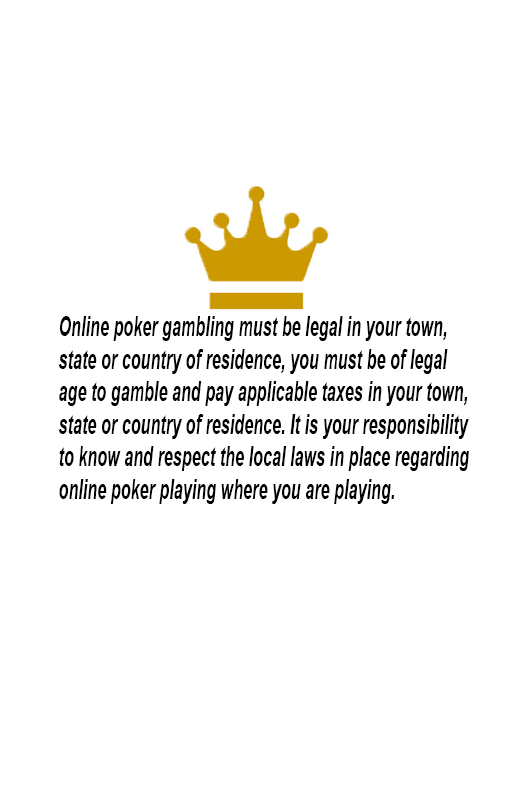 Online poker gambling must be legal in your town,
state or country of residence, you must be of legal
age to gamble and pay applicable taxes in your town,
state or country of residence. It is your responsibility
to know and respect the local laws in place regarding
online poker playing where you are playing.